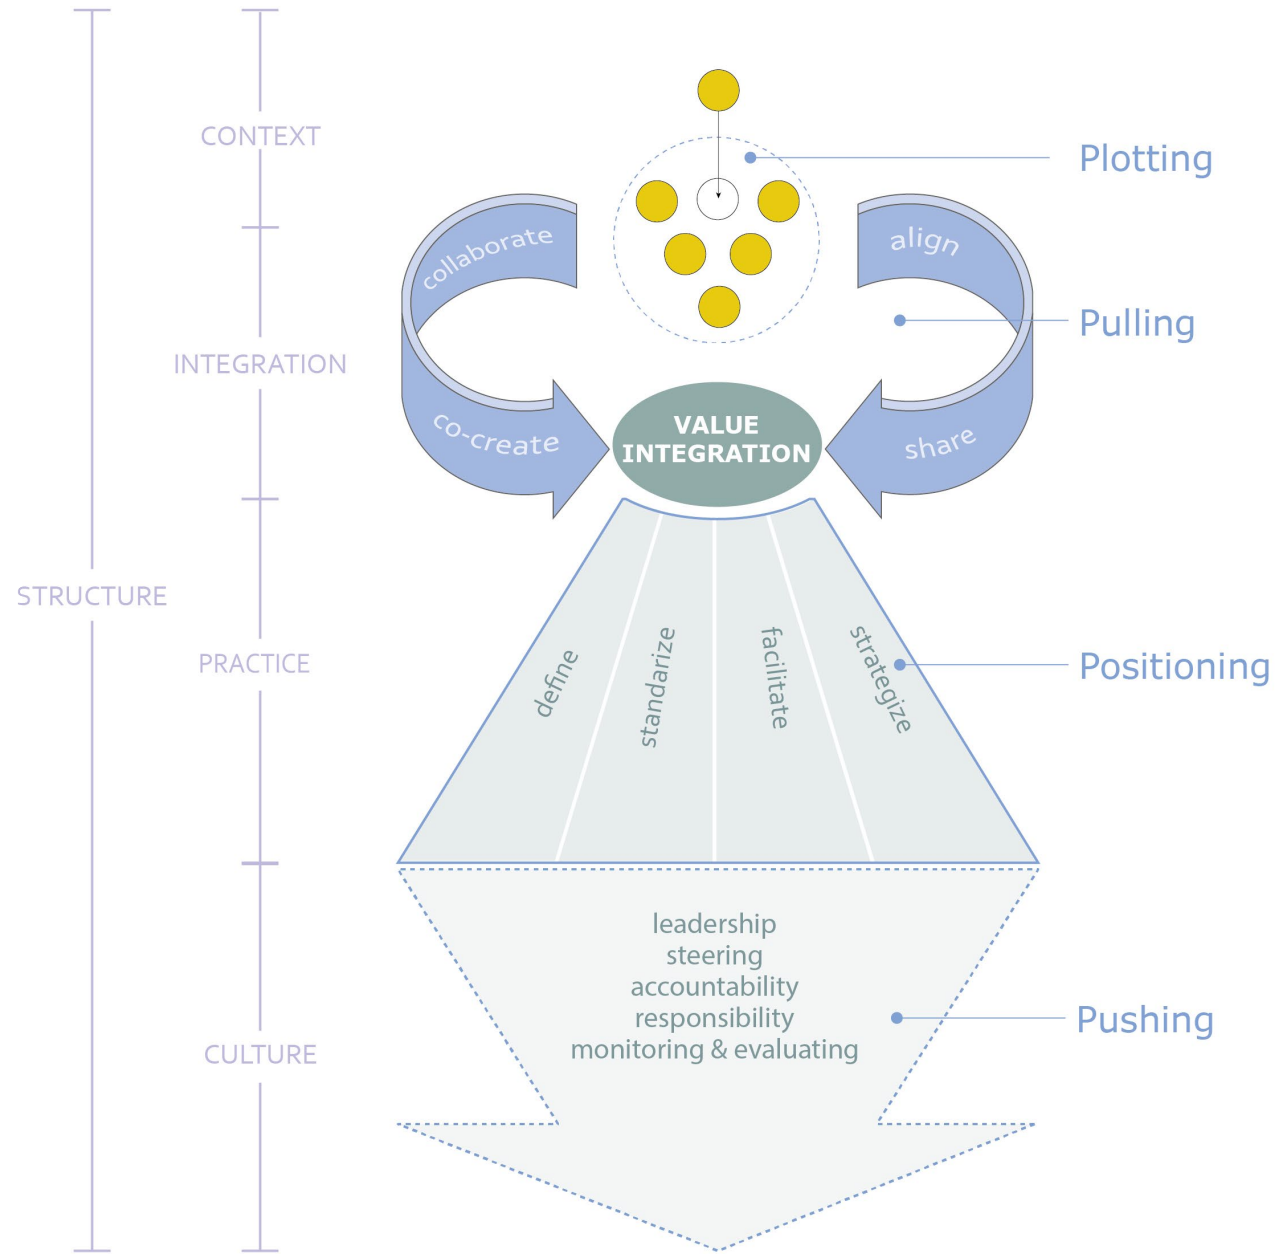 CONTEXT
Plotting
collaborate
align
Pulling
INTEGRATION
co-create
share
VALUE
INTEGRATION
STRUCTURE
PRACTICE
define
standarize
facilitate
strategize
Positioning
leadership
steering
accountability
responsibility
monitoring & evaluating
Pushing
CULTURE